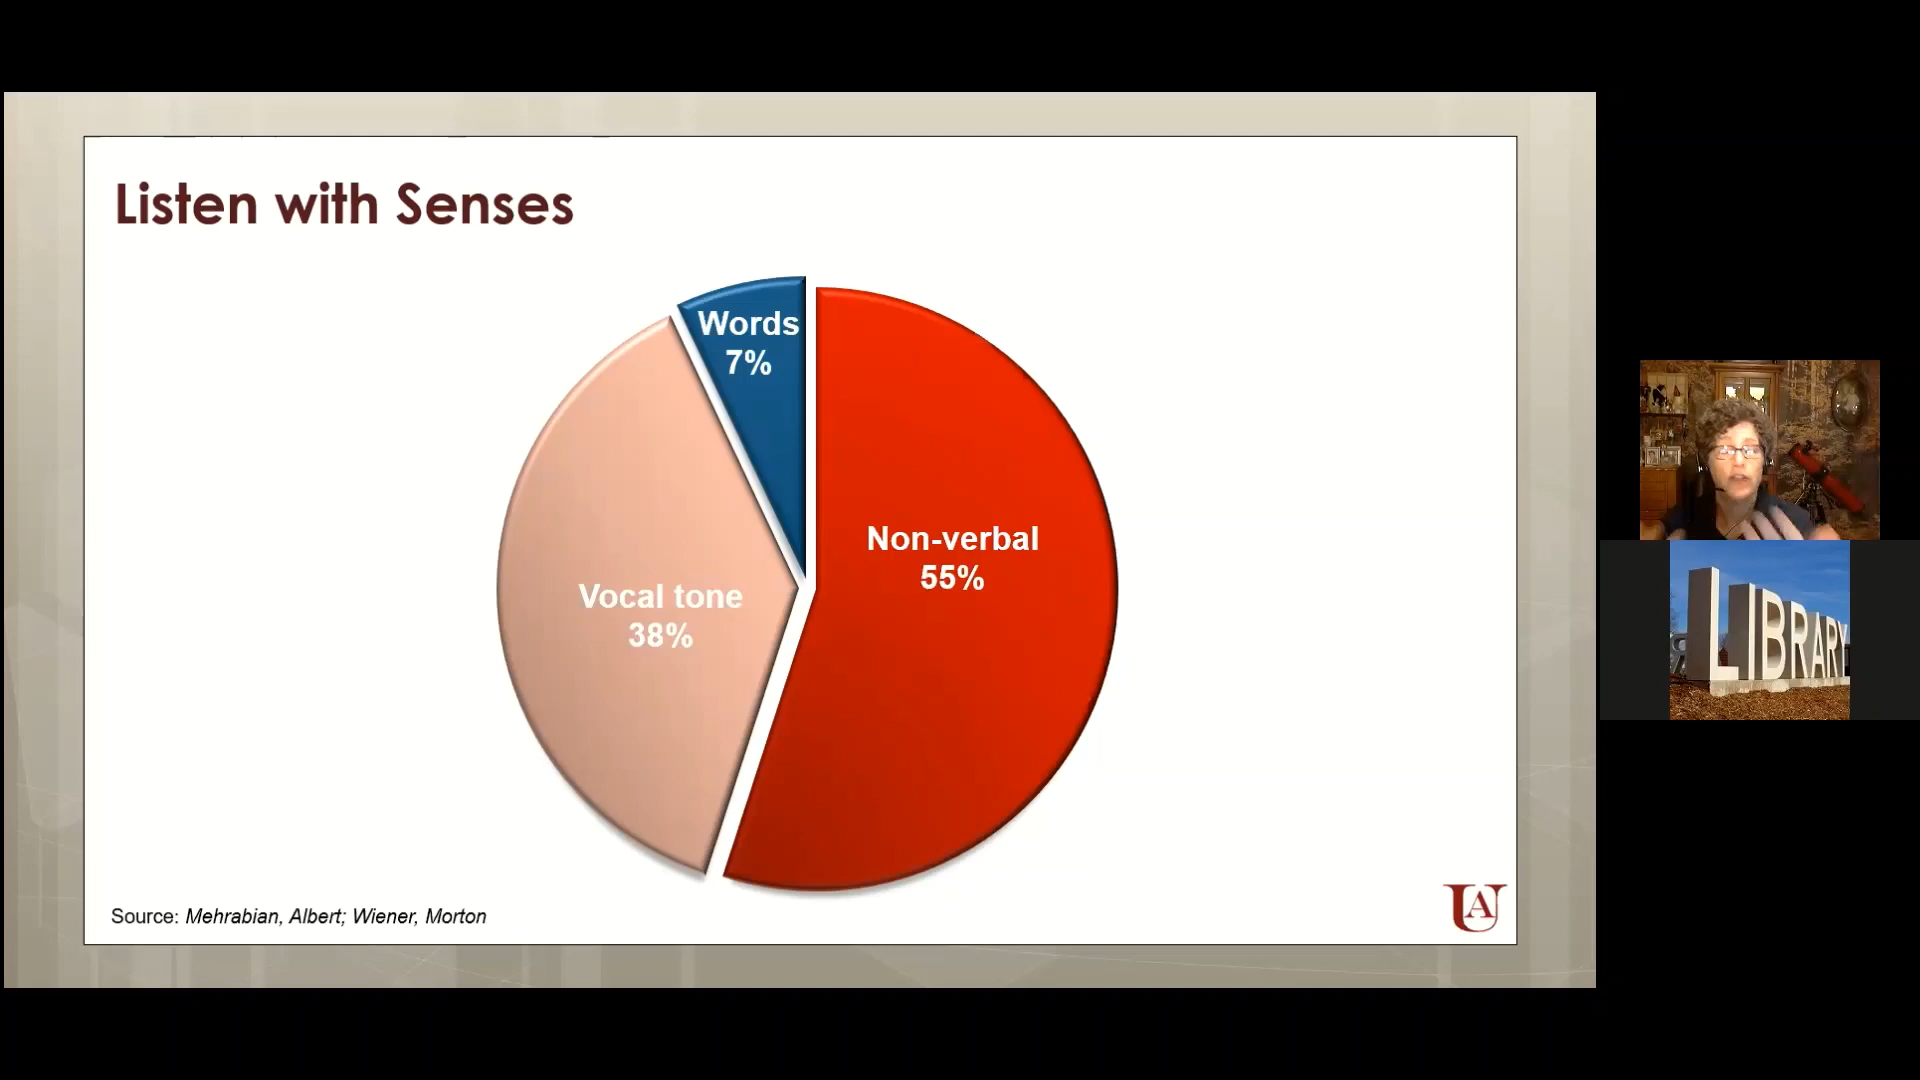 Listen with Senses
Words
7%
Non-verbal
55%
Vocal tone
38%
Source: Mehrabian, Albert; Wiener, Morton
UA
LIBRARY